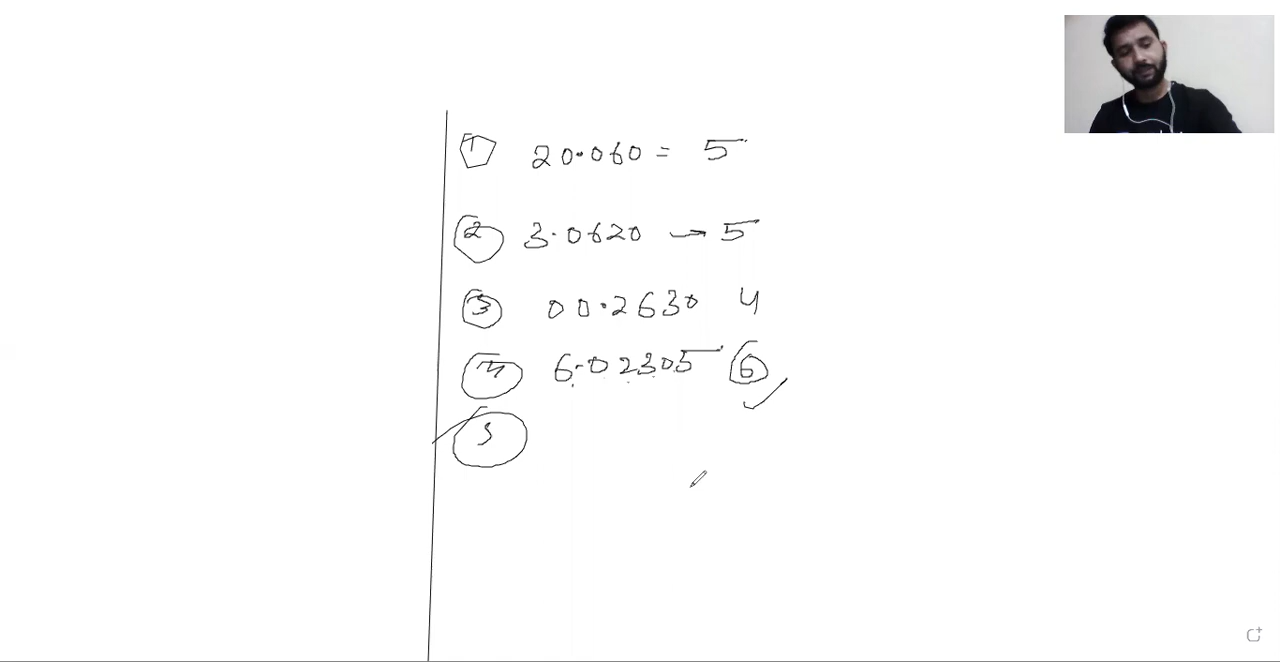 1 20.060 = 5
2 3.0620 → 5
3 00.2630 4
4 6.02305 6
5